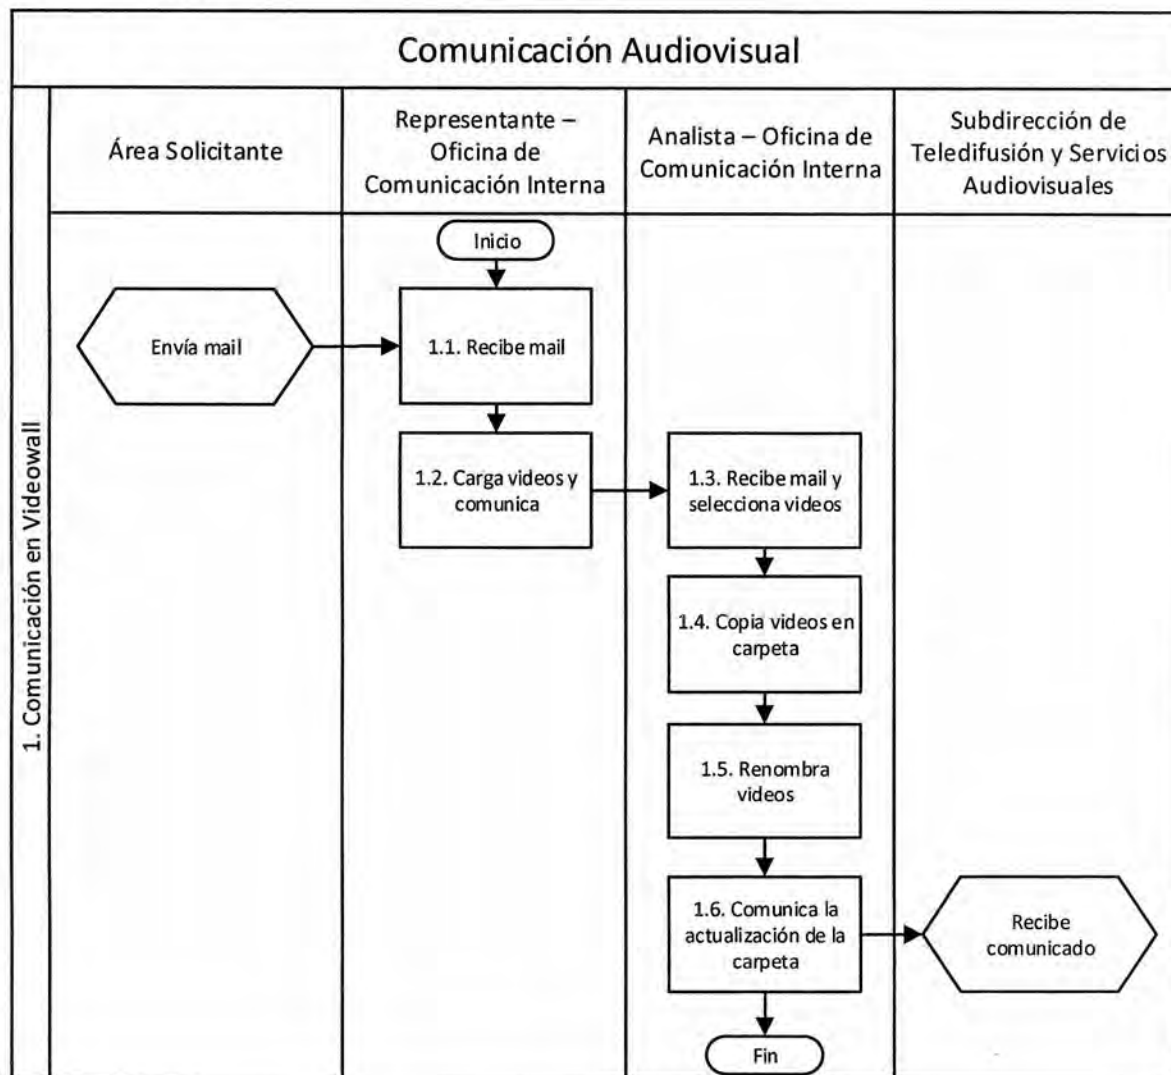 Comunicación Audiovisual
1. Comunicación en Videowall
Área Solicitante
Representante –
Oficina de
Comunicación Interna
Analista – Oficina de
Comunicación Interna
Subdirección de
Teledifusión y Servicios
Audiovisuales
Inicio
Envía mail
1.1. Recibe mail
1.2. Carga videos y
comunica
1.3. Recibe mail y
selecciona videos
1.4. Copia videos en
carpeta
1.5. Renombra
videos
1.6. Comunica la
actualización de la
carpeta
Recibe
comunicado
Fin